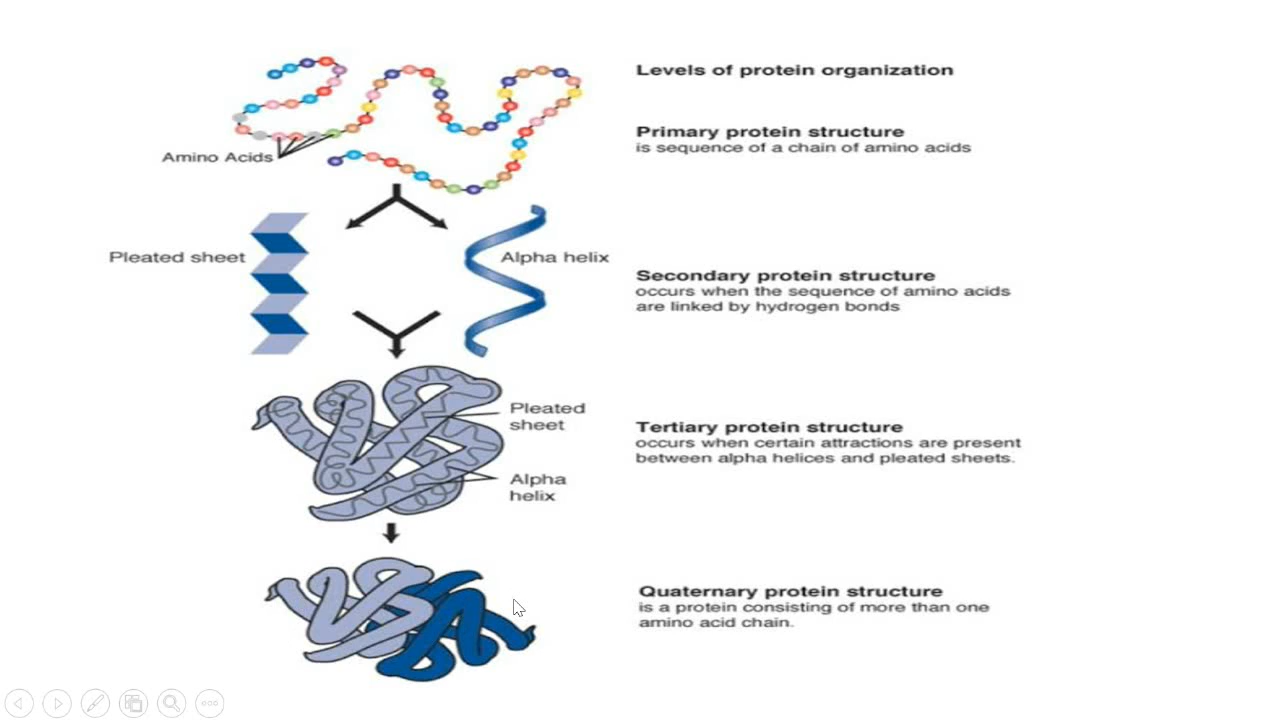 Levels of protein organization
Primary protein structure
is sequence of a chain of amino acids
Amino Acids
Pleated sheet
Alpha helix
Secondary protein structure
occurs when the sequence of amino acids
are linked by hydrogen bonds
Pleated
sheet
Alpha
helix
Tertiary protein structure
occurs when certain attractions are present
between alpha helices and pleated sheets.
Quaternary protein structure
is a protein consisting of more than one
amino acid chain.